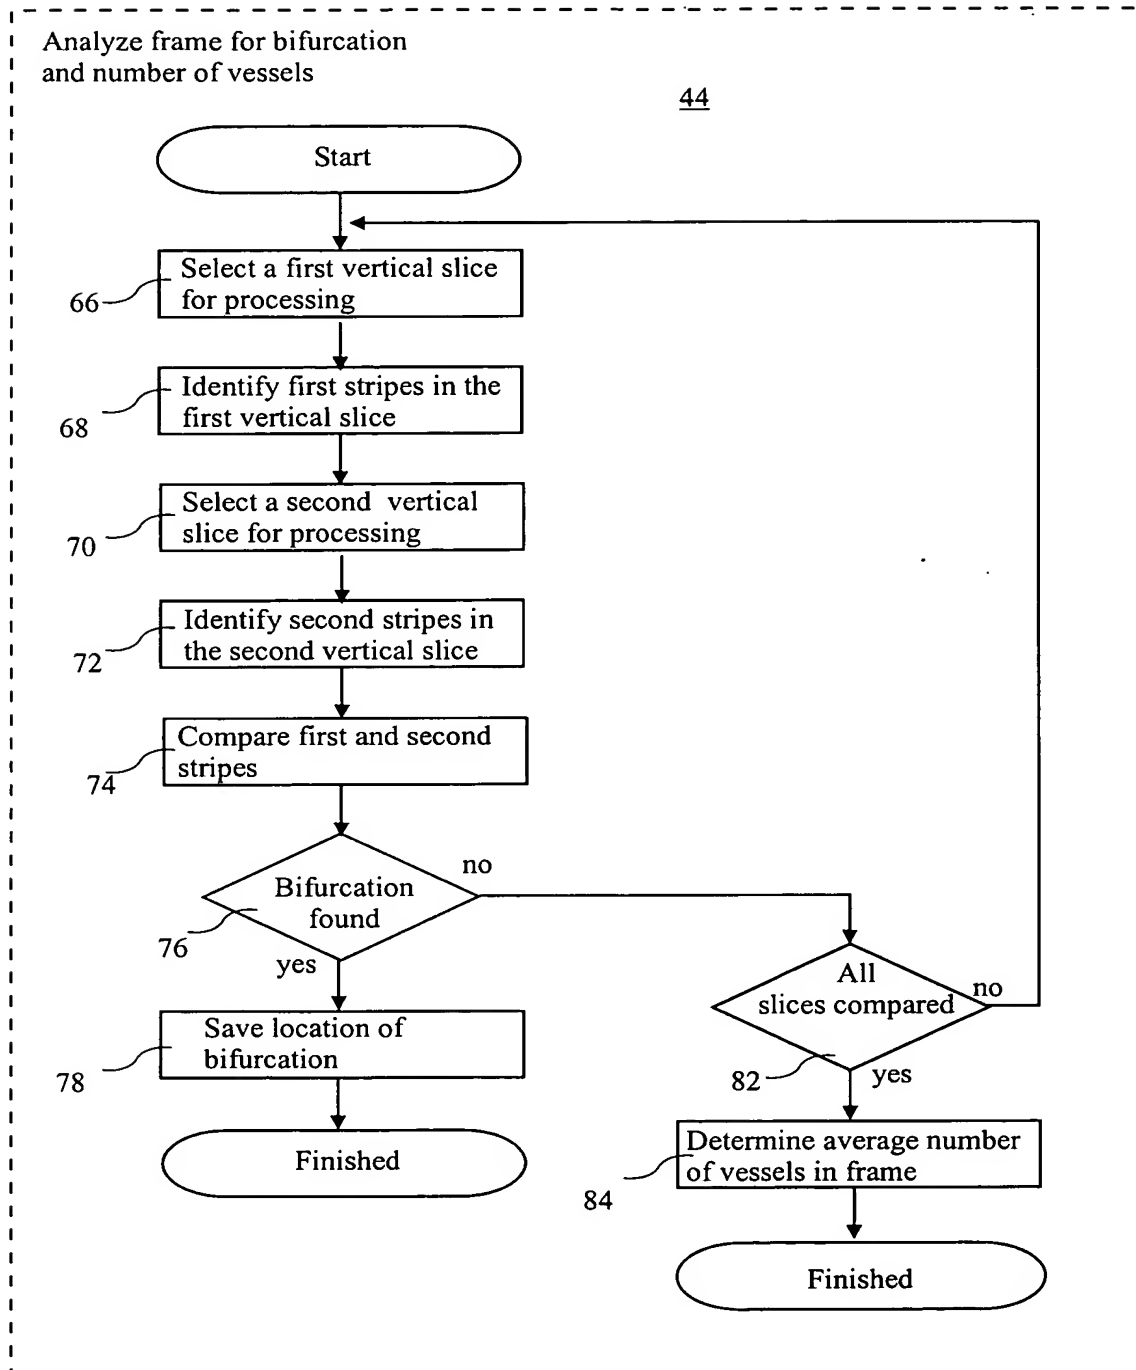 Analyze frame for bifurcation
and number of vessels
44
Start
Select a first vertical slice
for processing
66
Identify first stripes in the
first vertical slice
68
Select a second vertical
slice for processing
70
Identify second stripes in
the second vertical slice
72
Compare first and second
stripes
74
no
Bifurcation
found
76
yes
All
slices compared
no
82
yes
Save location of
bifurcation
78
Determine average number
of vessels in frame
84
Finished
Finished